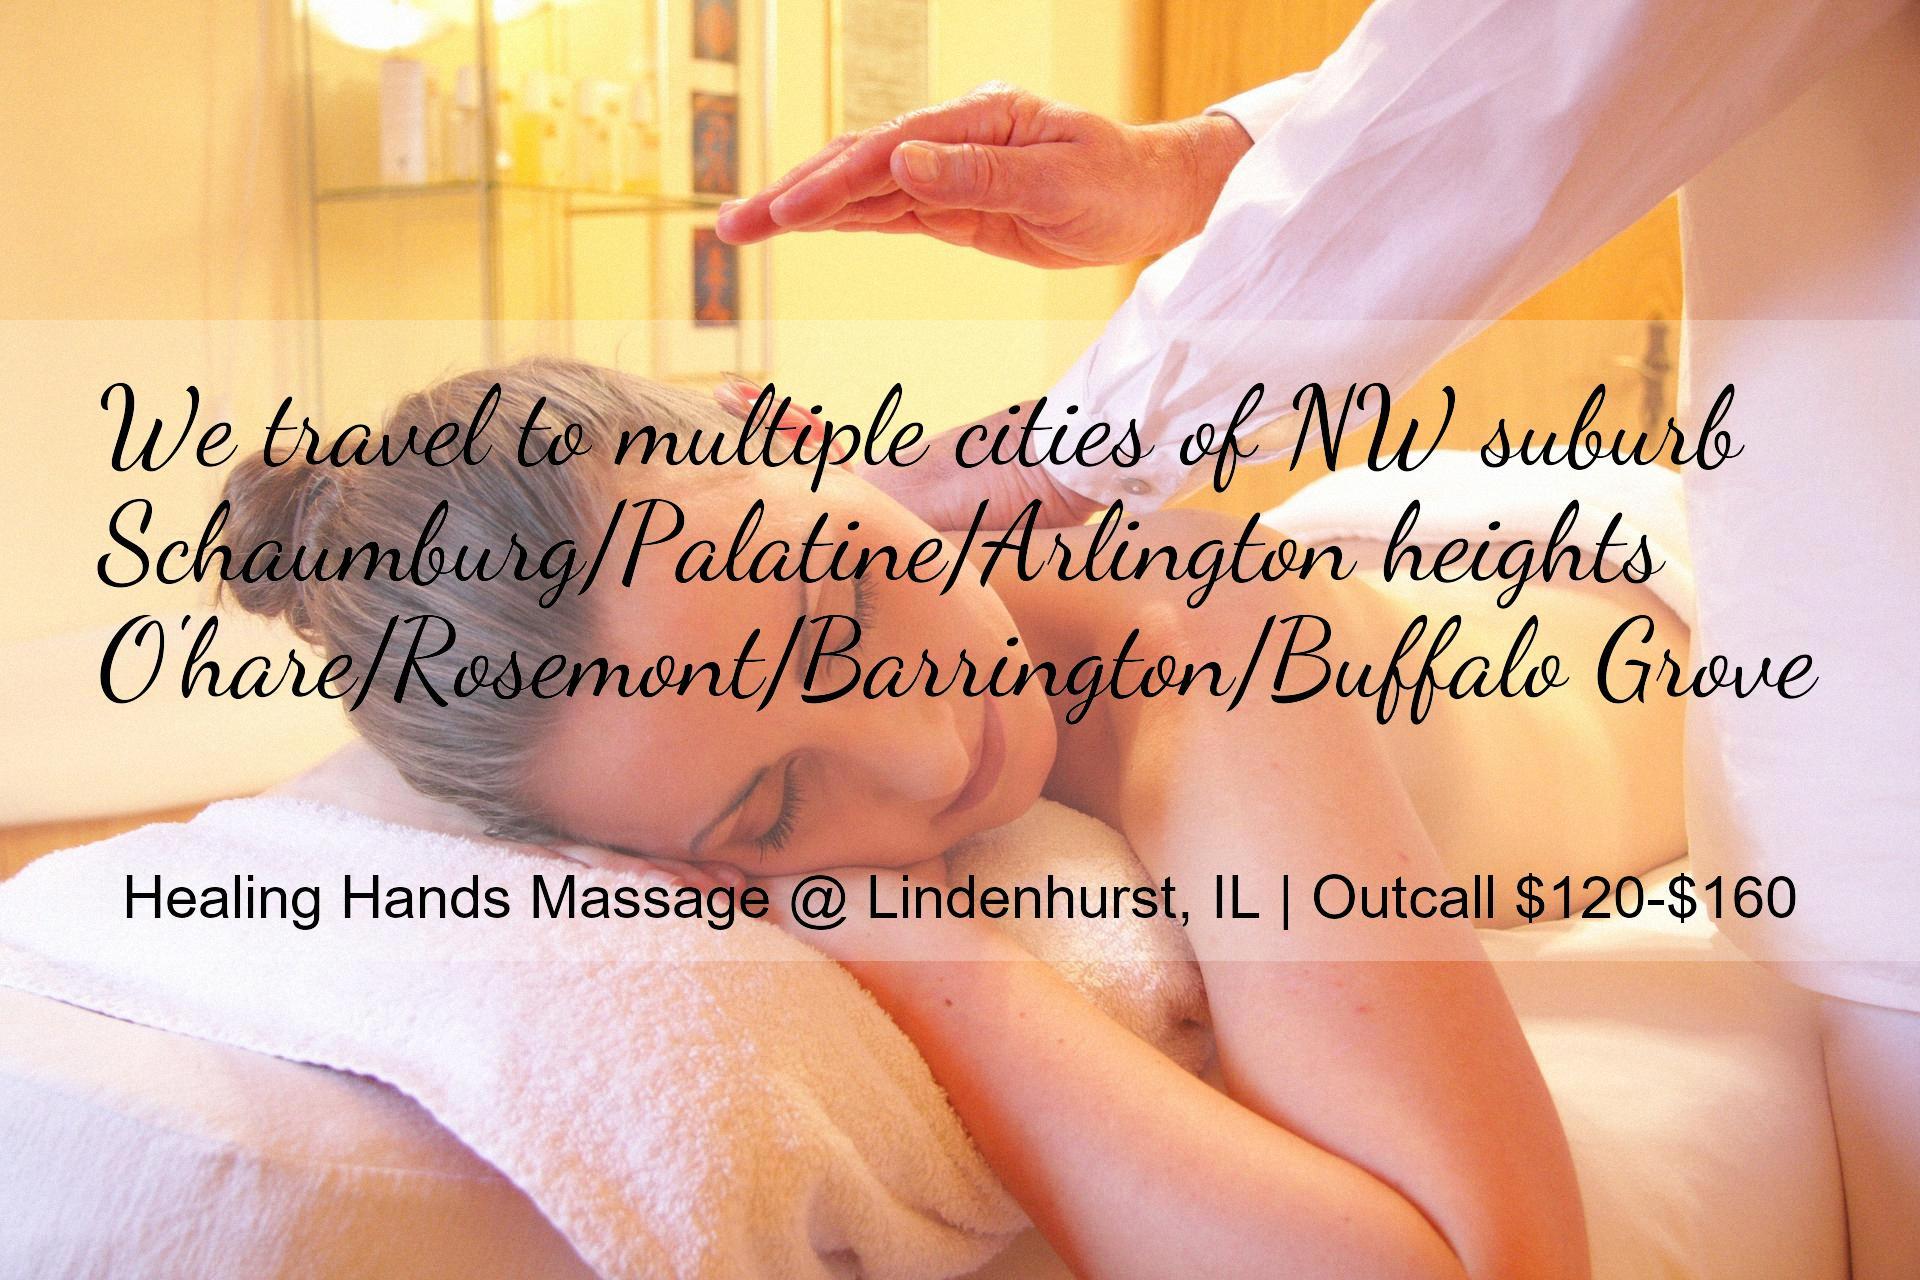 We travel to multiple cities of NW suburb
Schaumburg/Palatine/Arlington heights
O'hare/Rosemont/Barrington/Buffalo Grove
Healing Hands Massage @ Lindenhurst, IL | Outcall $120-$160